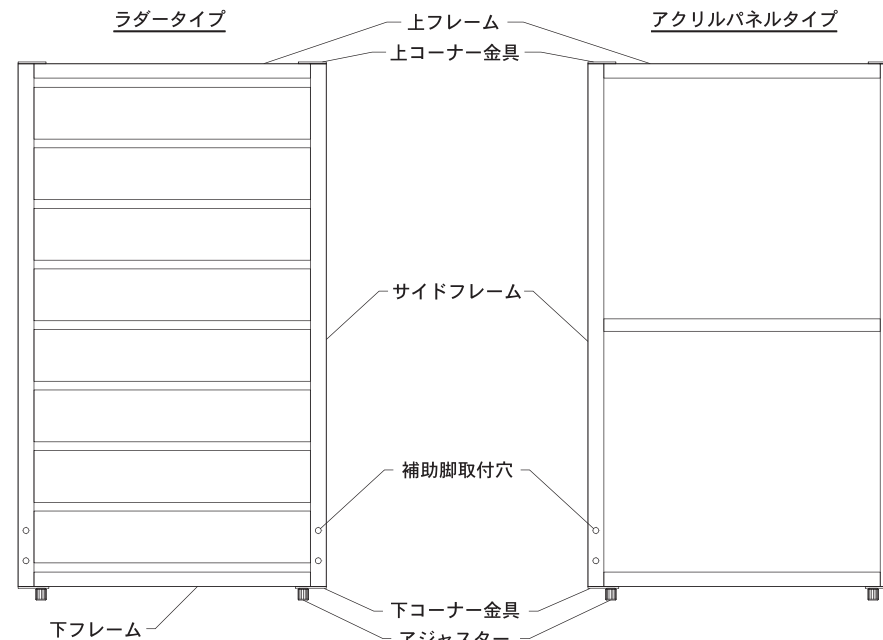 ラダータイプ
アクリルパネルタイプ
上フレーム
上コーナー金具
サイドフレーム
補助脚取付穴
下コーナー金具
下フレーム
アジャスター